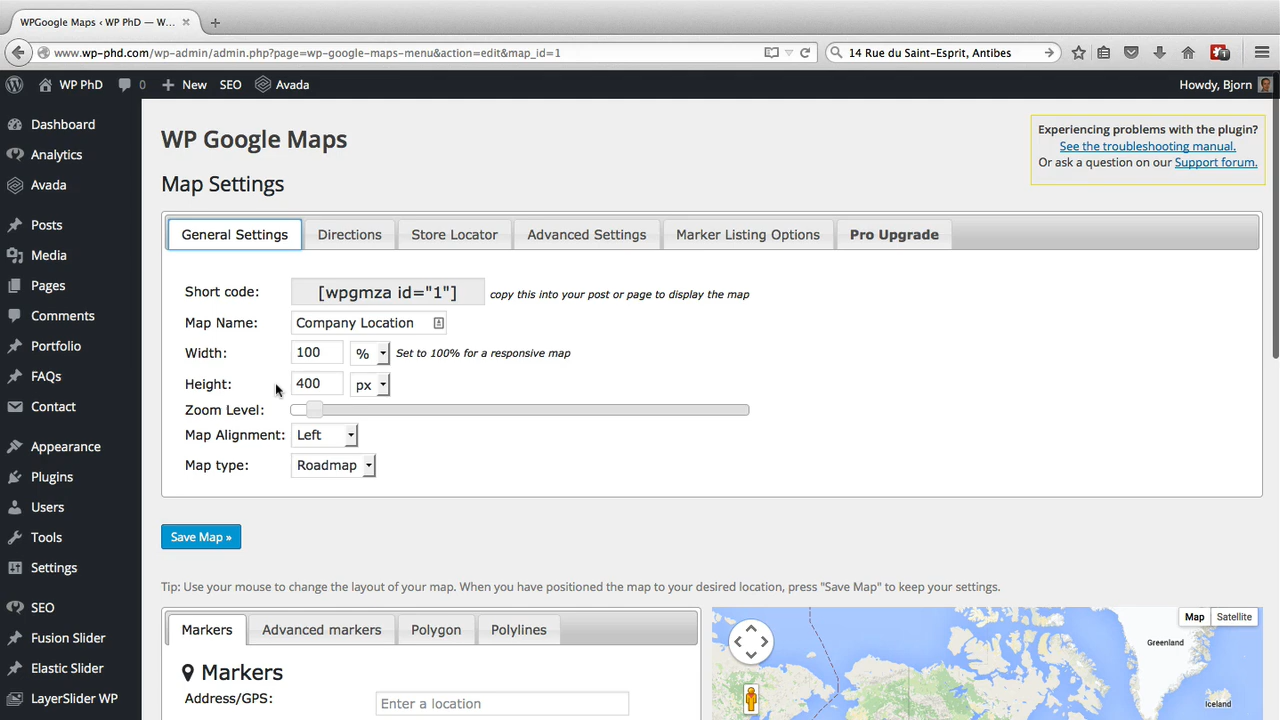 WPGoogle Maps ‹ WP PhD — W...
www.wp-phd.com/wp-admin/admin.php?page=wp-google-maps-menu&action=edit&map_id=1
14 Rue du Saint-Esprit, Antibes
1
WP PhD
0
New
SEO
Avada
Howdy, Bjorn
Dashboard
Analytics
Avada
Posts
Media
Pages
Comments
Portfolio
FAQs
Contact
Appearance
Plugins
Users
Tools
Settings
SEO
Fusion Slider
Elastic Slider
LayerSlider WP
WP Google Maps
Experiencing problems with the plugin?
See the troubleshooting manual.
Or ask a question on our Support forum.
Map Settings
General Settings
Directions
Store Locator
Advanced Settings
Marker Listing Options
Pro Upgrade
Short code: [wpgmza id="1"] copy this into your post or page to display the map
Map Name: Company Location
Width: 100 % Set to 100% for a responsive map
Height: 400 px
Zoom Level:
Map Alignment: Left
Map type: Roadmap
Save Map »
Tip: Use your mouse to change the layout of your map. When you have positioned the map to your desired location, press "Save Map" to keep your settings.
Markers
Advanced markers
Polygon
Polylines
Markers
Address/GPS: Enter a location
Map
Satellite
Greenland
Iceland